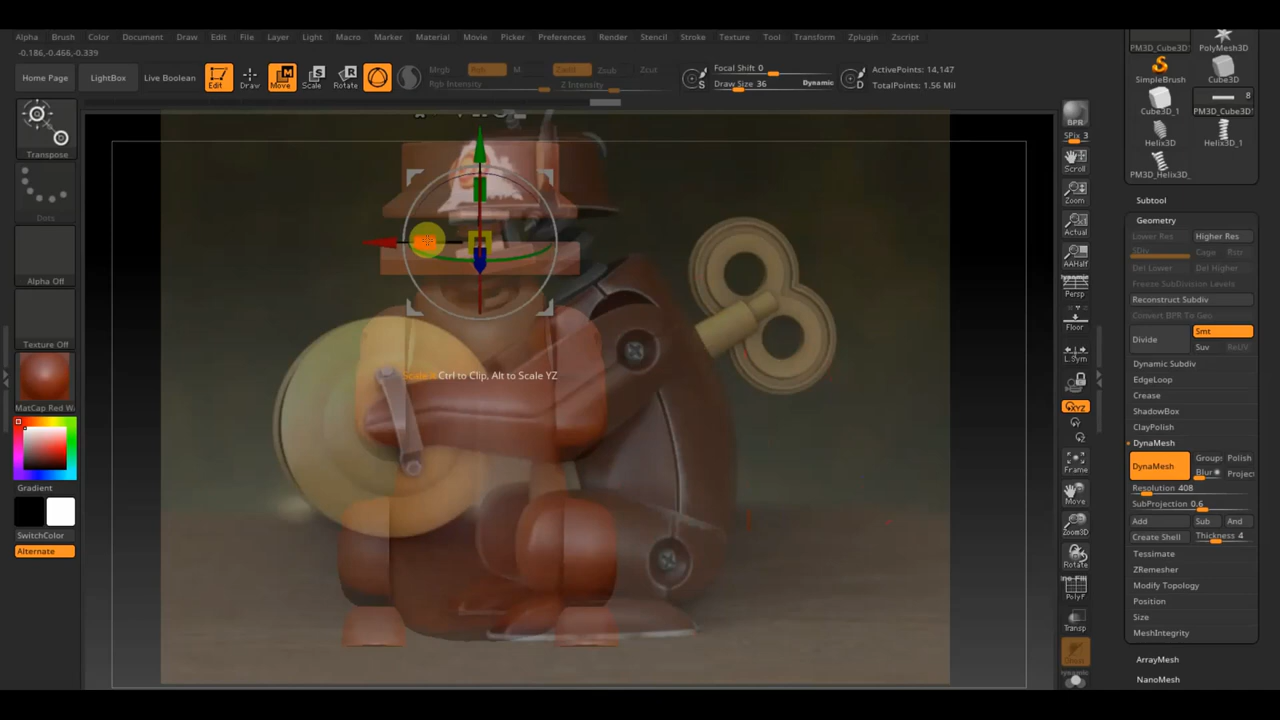 Alpha Brush Color Document Draw Edit File Layer Light Macro Marker Material Movie Picker Preferences Render Stencil Stroke Texture Tool Transform Zplugin Zscript
-0.186,-0.466,-0.339
Home Page LightBox Live Boolean Edit Draw Move Scale Rotate
Mrgb Rgb M Zadd Zsub Zcut
Rgb Intensity Z Intensity
Focal Shift 0
Draw Size 36 Dynamic
ActivePoints: 14,147
TotalPoints: 1.56 Mil
Transpose
Dots
Alpha Off
Texture Off
MatCap Red Wa
Gradient
SwitchColor
Alternate
Ctrl to Clip, Alt to Scale YZ
BPR
SPix 3
Scroll
Zoom
Actual
AAHalf
Dynamic
Persp
Floor
L.Sym
XYZ
Frame
Move
Zoom3D
Rotate
PolyF
Transp
PM3D_Cube3D PolyMesh3D
SimpleBrush Cube3D
8
Cube3D_1 PM3D_Cube3D
Helix3D Helix3D_1
PM3D_Helix3D_
Subtool
Geometry
Lower Res Higher Res
SDiv Cage Rstr
Del Lower Del Higher
Freeze SubDivision Levels
Reconstruct Subdiv
Convert BPR To Geo
Divide Smt
Suv ReUV
Dynamic Subdiv
EdgeLoop
Crease
ShadowBox
ClayPolish
DynaMesh
DynaMesh Groups Polish
Blur Project
Resolution 408
SubProjection 0.6
Add Sub And
Create Shell Thickness 4
Tessimate
ZRemesher
Modify Topology
Position
Size
MeshIntegrity
ArrayMesh
NanoMesh